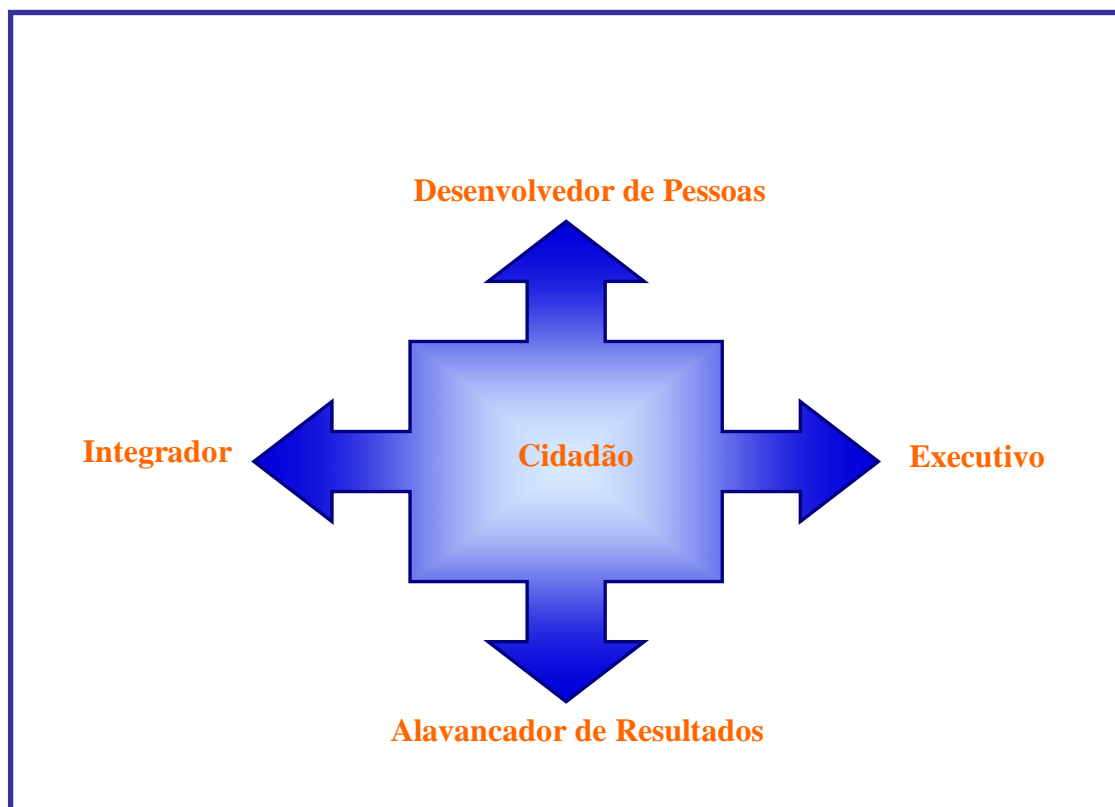 Desenvolvedor de Pessoas
Integrador
Cidadão
Executivo
Alavancador de Resultados